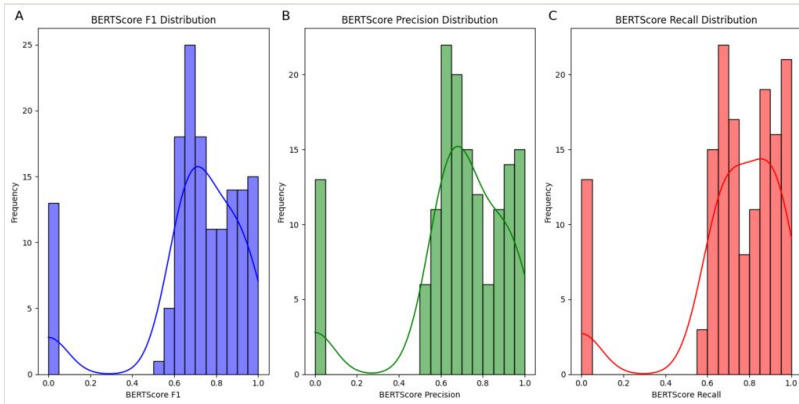 A
BERTScore F1 Distribution
25
20
15
10
5
0
Frequency
0.0 0.2 0.4 0.6 0.8 1.0
BERTScore F1
B
BERTScore Precision Distribution
20
15
10
5
0
Frequency
0.0 0.2 0.4 0.6 0.8 1.0
BERTScore Precision
C
BERTScore Recall Distribution
20
15
10
5
0
Frequency
0.0 0.2 0.4 0.6 0.8 1.0
BERTScore Recall